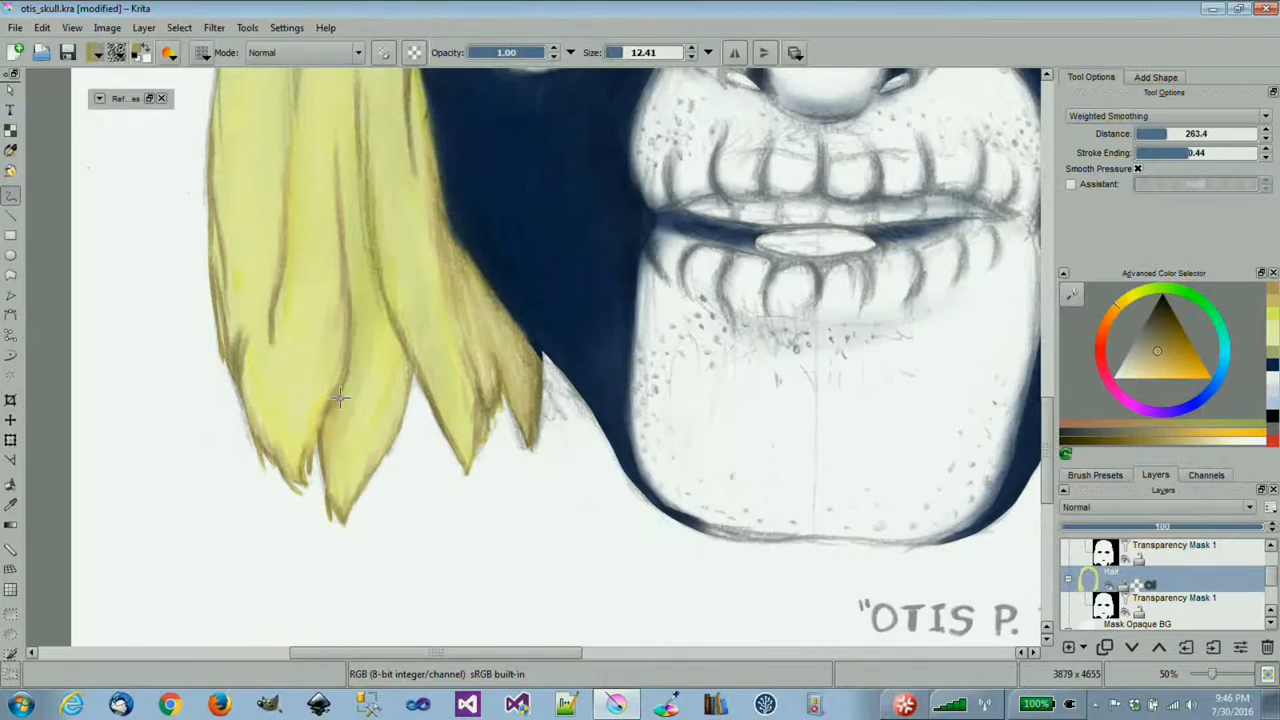 otis_skull.kra [modified] - Krita
File Edit View Image Layer Select Filter Tools Settings Help
Mode: Normal Opacity: 1.00 Size: 12.41
Ref...es
Tool Options Add Shape
Tool Options
Weighted Smoothing
Distance: 263.4
Stroke Ending: 0.44
Smooth Pressure
Assistant:
Advanced Color Selector
Brush Presets Layers Channels
Layers
Normal
100
Transparency Mask 1
Hair
Transparency Mask 1
Mask Opaque BG
"OTIS P.
RGB (8-bit integer/channel) sRGB built-in 3879 x 4655 50%
100% 9:46 PM
7/30/2016